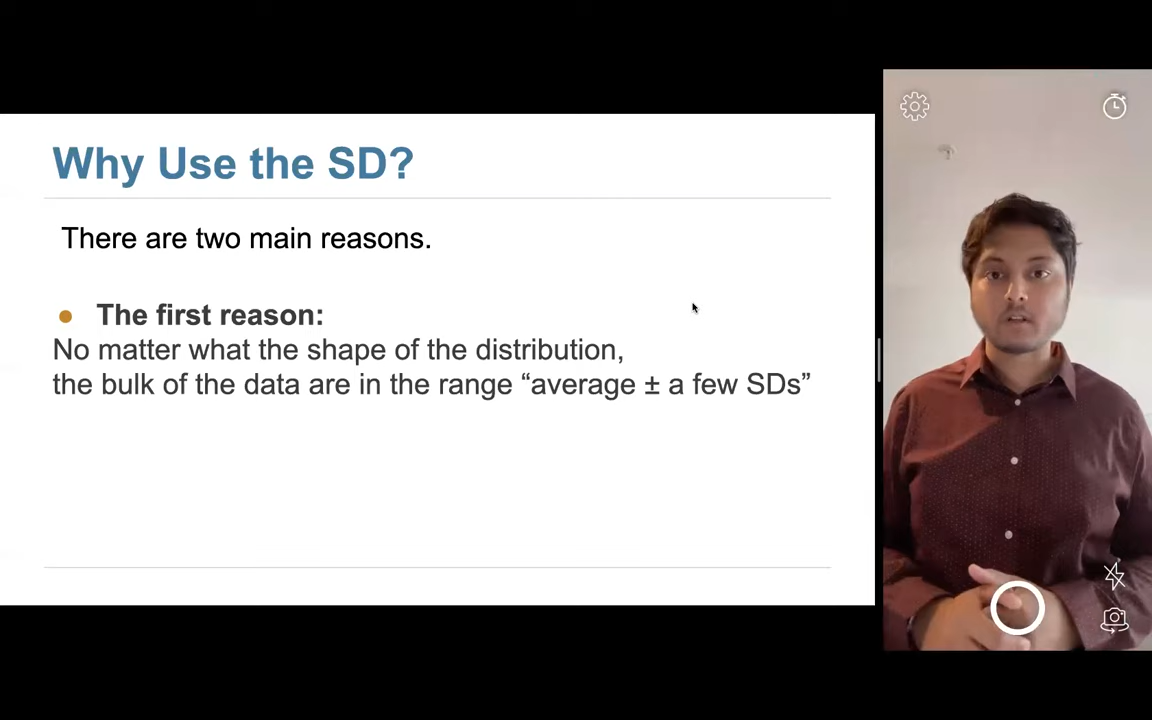 Why Use the SD?
There are two main reasons.
● The first reason:
No matter what the shape of the distribution,
the bulk of the data are in the range “average ± a few SDs”